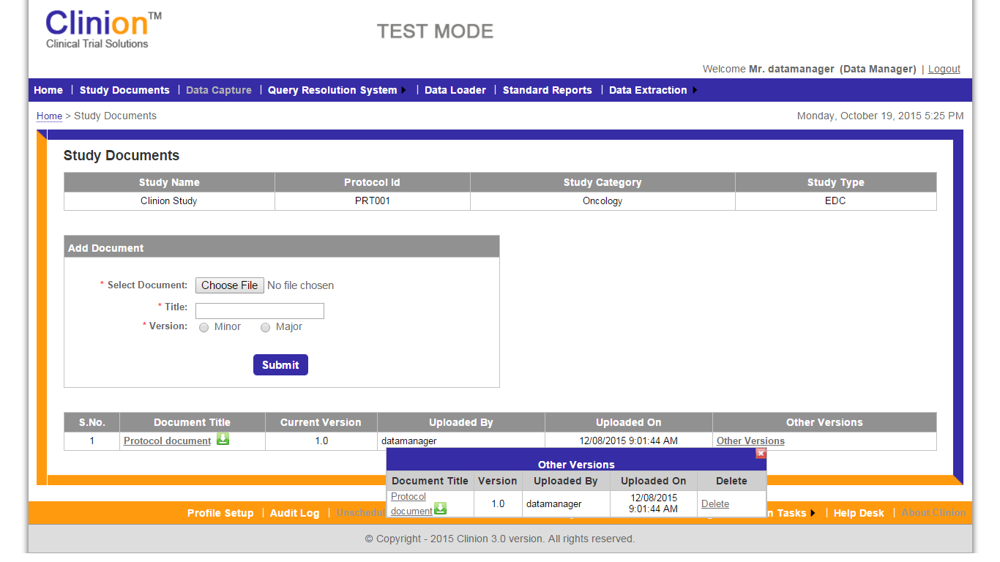 Clinion™
Clinical Trial Solutions
TEST MODE
Welcome Mr. datamanager (Data Manager) | Logout
Home | Study Documents | Data Capture | Query Resolution System | Data Loader | Standard Reports | Data Extraction
Home > Study Documents
Monday, October 19, 2015 5:25 PM
Study Documents
Study Name Protocol Id Study Category Study Type
Clinion Study PRT001 Oncology EDC
Add Document
* Select Document: Choose File No file chosen
* Title:
* Version: Minor Major
Submit
S.No. Document Title Current Version Uploaded By Uploaded On Other Versions
1 Protocol document 1.0 datamanager 12/08/2015 9:01:44 AM Other Versions
Other Versions
Document Title Version Uploaded By Uploaded On Delete
Protocol document 1.0 datamanager 12/08/2015 9:01:44 AM Delete
Profile Setup | Audit Log | Tasks | Help Desk | About Clinion
© Copyright - 2015 Clinion 3.0 version. All rights reserved.